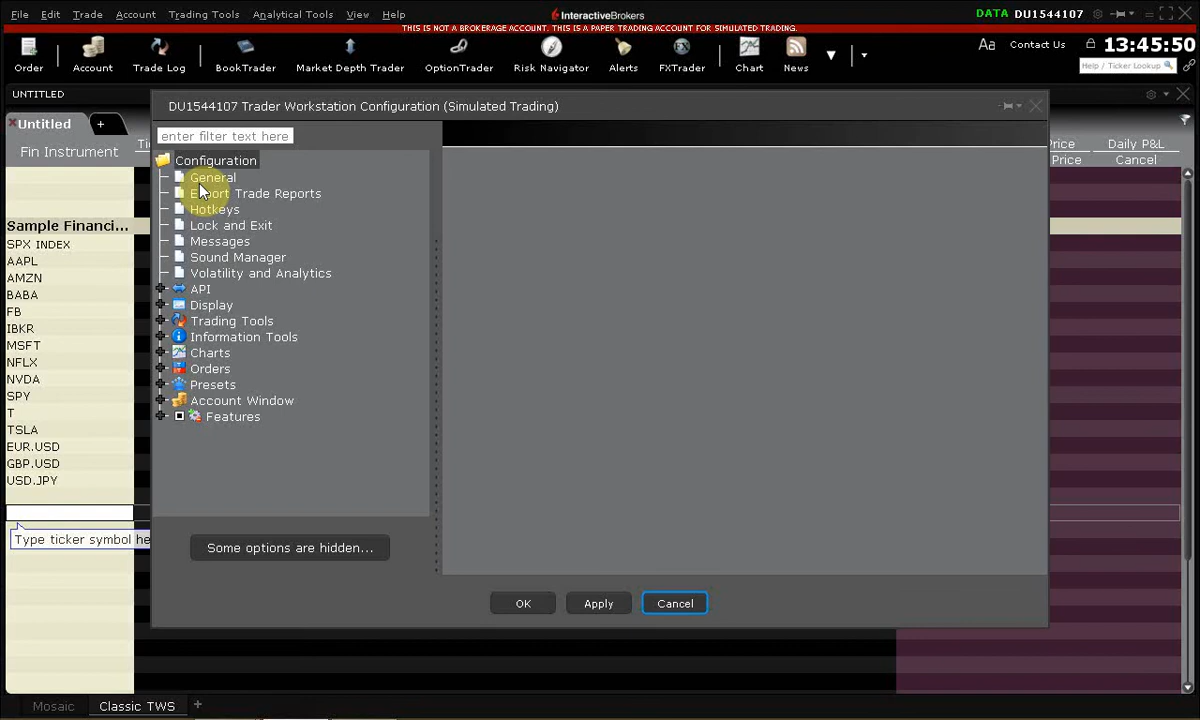 File Edit Trade Account Trading Tools Analytical Tools View Help InteractiveBrokers DATA DU1544107
THIS IS NOT A BROKERAGE ACCOUNT. THIS IS A PAPER TRADING ACCOUNT FOR SIMULATED TRADING.
Order Account Trade Log BookTrader Market Depth Trader OptionTrader Risk Navigator Alerts FXTrader Chart News
Aa Contact Us 13:45:50
Help / Ticker Lookup
UNTITLED
DU1544107 Trader Workstation Configuration (Simulated Trading)
Untitled +
Fin Instrument
Price Daily P&L
Price Cancel
enter filter text here
Configuration
General
Export Trade Reports
Hotkeys
Lock and Exit
Messages
Sound Manager
Volatility and Analytics
API
Display
Trading Tools
Information Tools
Charts
Orders
Presets
Account Window
Features
Some options are hidden...
OK Apply Cancel
Sample Financi...
SPX INDEX
AAPL
AMZN
BABA
FB
IBKR
MSFT
NFLX
NVDA
SPY
T
TSLA
EUR.USD
GBP.USD
USD.JPY
Type ticker symbol he
Mosaic Classic TWS +